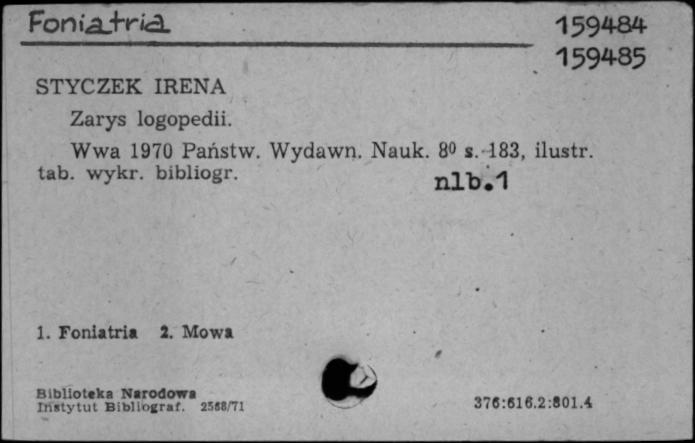 Foniatria 159484
159485
STYCZEK IRENA
Zarys logopedii.
Wwa 1970 Państw. Wydawn. Nauk. 8⁰ s. 183, ilustr.
tab. wykr. bibliogr. nlb.1
1. Foniatria 2. Mowa
Biblioteka Narodowa
Instytut Bibliograf. 2568/71 376:616.2:801.4